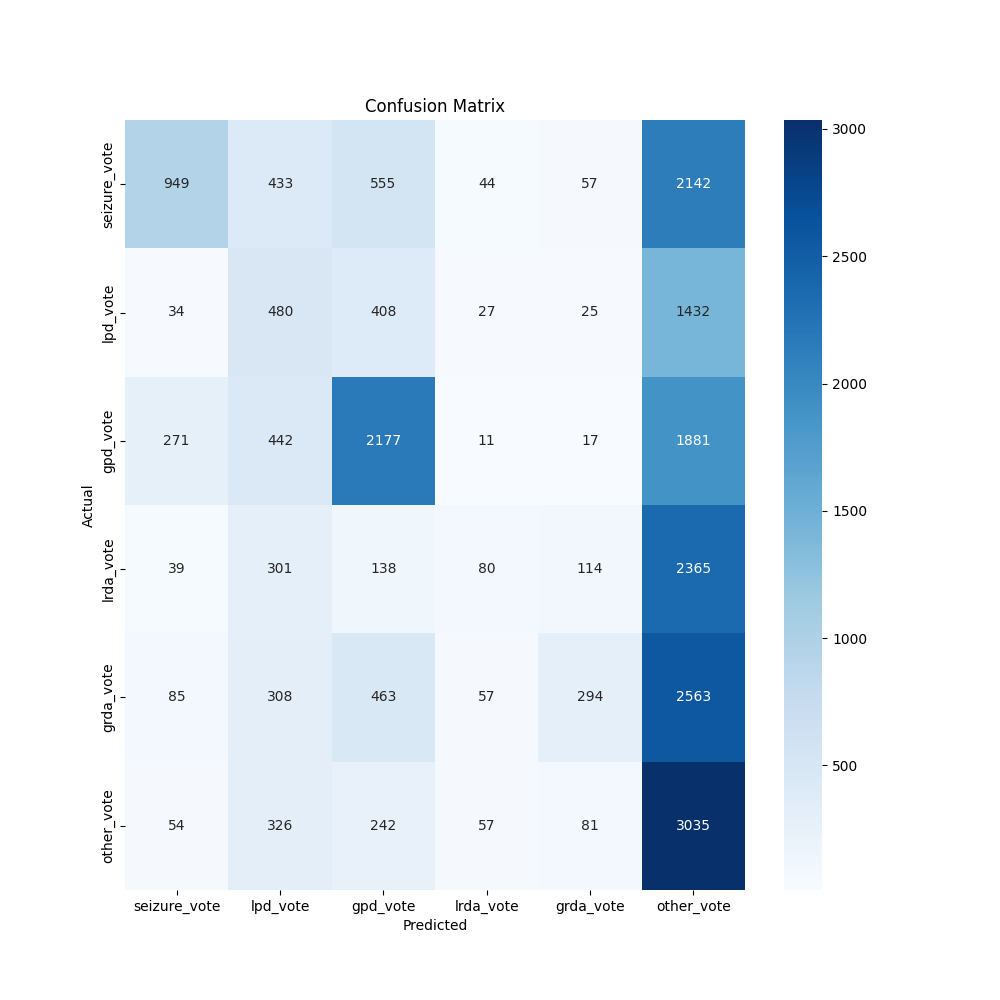 Confusion Matrix
seizure_vote 949 433 555 44 57 2142
lpd_vote 34 480 408 27 25 1432
gpd_vote 271 442 2177 11 17 1881
lrda_vote 39 301 138 80 114 2365
grda_vote 85 308 463 57 294 2563
other_vote 54 326 242 57 81 3035
Actual
seizure_vote lpd_vote gpd_vote lrda_vote grda_vote other_vote
Predicted
3000
2500
2000
1500
1000
500